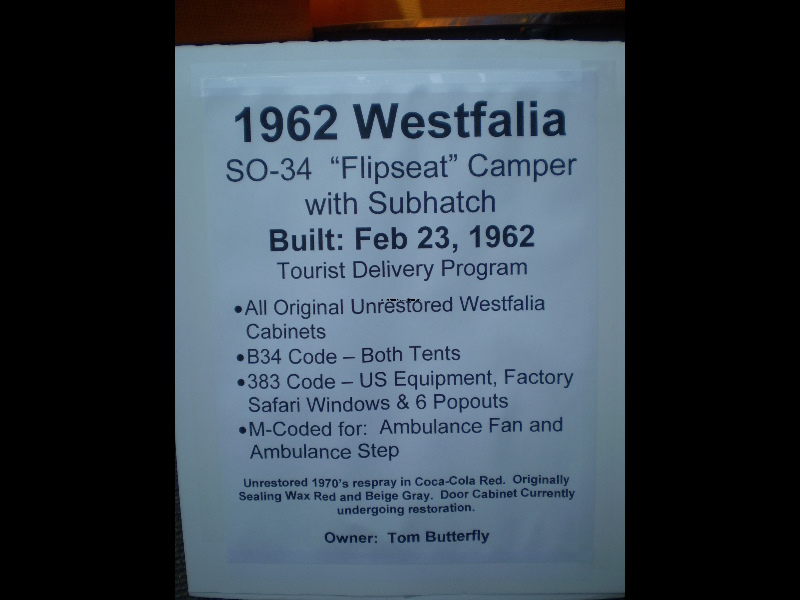 1962 Westfalia
SO-34 “Flipseat” Camper
with Subhatch
Built: Feb 23, 1962
Tourist Delivery Program
•All Original Unrestored Westfalia
Cabinets
•B34 Code – Both Tents
•383 Code – US Equipment, Factory
Safari Windows & 6 Popouts
•M-Coded for: Ambulance Fan and
Ambulance Step
Unrestored 1970's respray in Coca-Cola Red. Originally
Sealing Wax Red and Beige Gray. Door Cabinet Currently
undergoing restoration.
Owner: Tom Butterfly